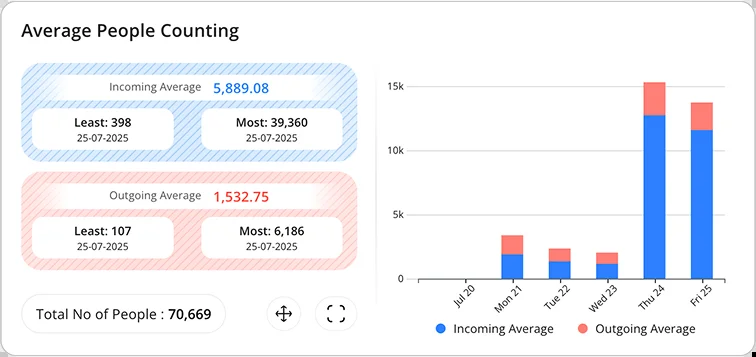 Average People Counting
Incoming Average 5,889.08
Least: 398
25-07-2025
Most: 39,360
25-07-2025
Outgoing Average 1,532.75
Least: 107
25-07-2025
Most: 6,186
25-07-2025
Total No of People : 70,669
15k
10k
5k
0
Jul 20
Mon 21
Tue 22
Wed 23
Thu 24
Fri 25
Incoming Average
Outgoing Average